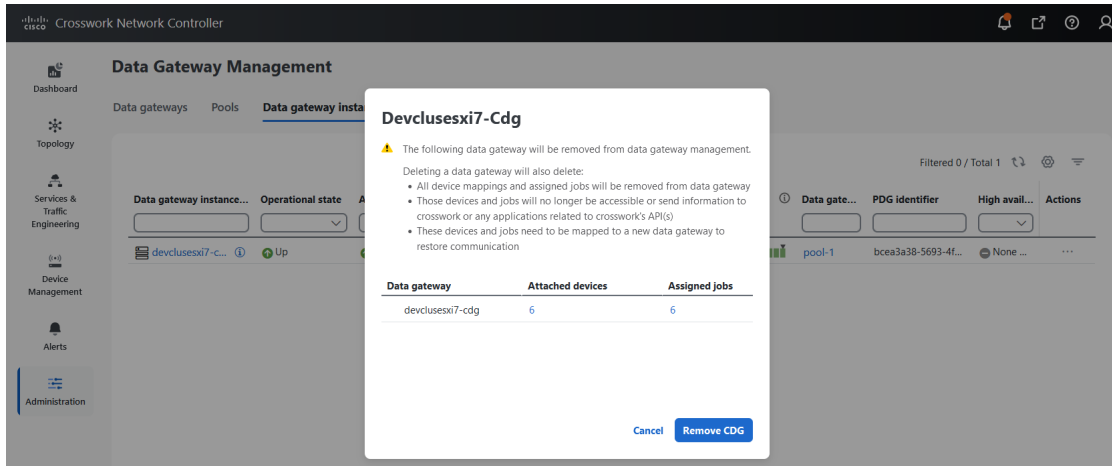 cisco Crosswork Network Controller
Data Gateway Management
Dashboard
Data gateways Pools Data gateway insta
Topology
Services &
Traffic
Engineering
Device
Management
Alerts
Administration
Filtered 0 / Total 1
Data gateway instance... Operational state A Data gate... PDG identifier High avail... Actions
devclusesxi7-c... Up pool-1 bcea3a38-5693-4f... None ... ...
Devclusesxi7-Cdg
The following data gateway will be removed from data gateway management.
Deleting a data gateway will also delete:
• All device mappings and assigned jobs will be removed from data gateway
• Those devices and jobs will no longer be accessible or send information to
crosswork or any applications related to crosswork's API(s)
• These devices and jobs need to be mapped to a new data gateway to
restore communication
Data gateway Attached devices Assigned jobs
devclusesxi7-cdg 6 6
Cancel Remove CDG